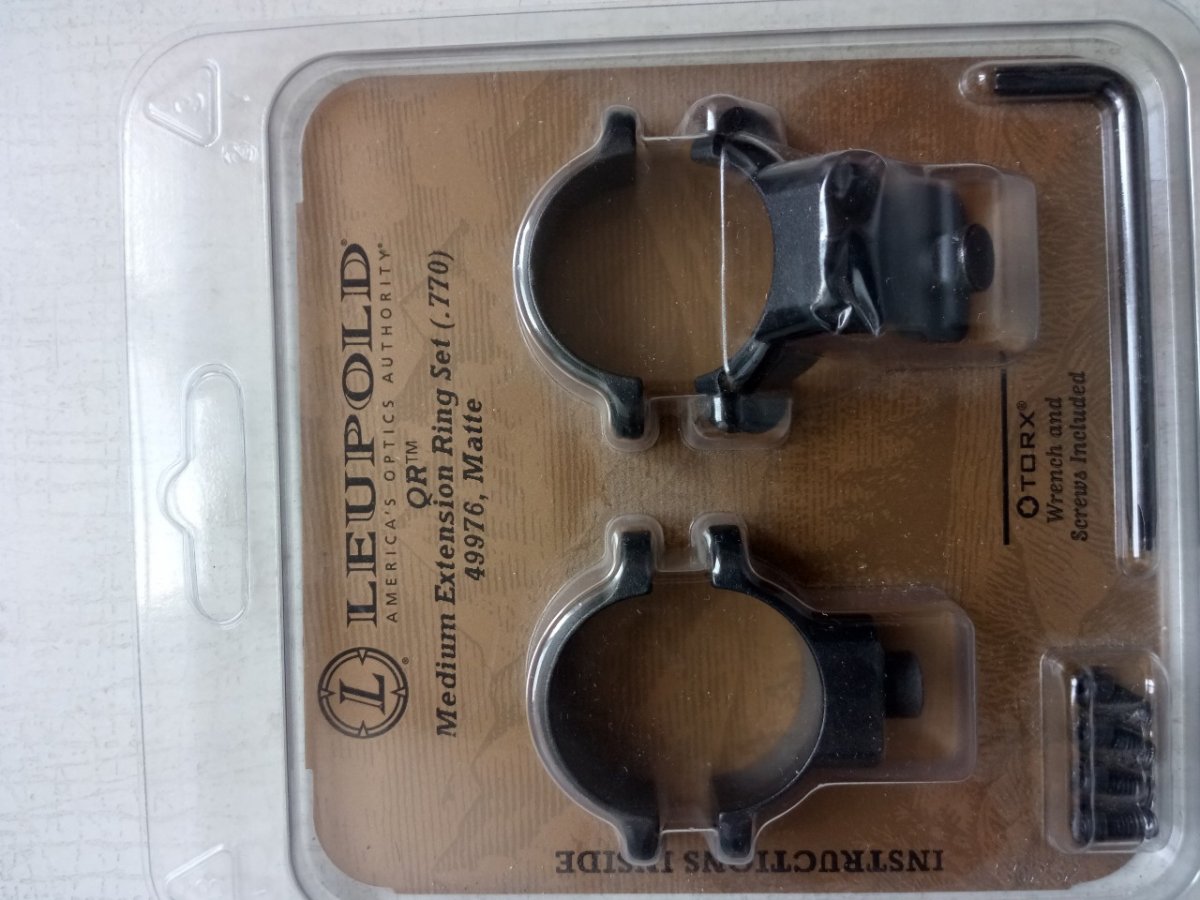 LEUPOLD®
AMERICA'S OPTICS AUTHORITY®
L®
QR™
Medium Extension Ring Set (.770)
49976, Matte
TORX®
Wrench and
Screws Included
INSTRUCTIONS INSIDE